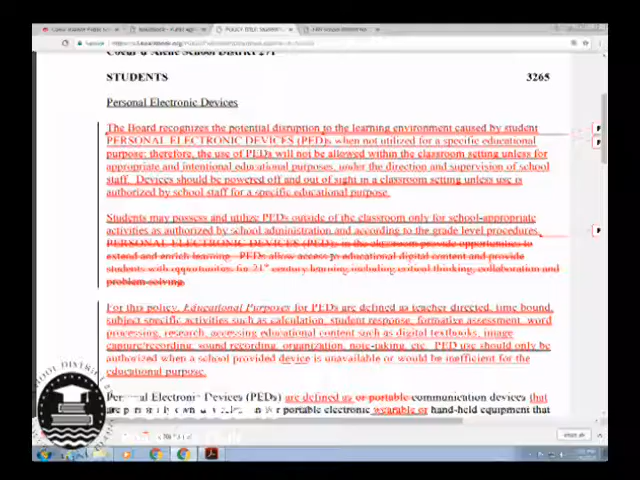 Coeur d'Alene School District 271
STUDENTS 3265
Personal Electronic Devices
The Board recognizes the potential disruption to the learning environment caused by student
PERSONAL ELECTRONIC DEVICES (PED)s when not utilized for a specific educational
purpose; therefore, the use of PEDs will not be allowed within the classroom setting unless for
appropriate and intentional educational purposes, under the direction and supervision of school
staff. Devices should be powered off and out of sight in a classroom setting unless use is
authorized by school staff for a specific educational purpose.
Students may possess and utilize PEDs outside of the classroom only for school-appropriate
activities as authorized by school administration and according to the grade level procedures.
PERSONAL ELECTRONIC DEVICES (PEDs) in the classroom provide opportunities to
extend and enrich learning. PEDs allow access to educational digital content and provide
students with opportunities for 21st century learning including critical thinking, collaboration and
problem solving.
For this policy, Educational Purposes for PEDs are defined as teacher directed, time bound,
subject specific activities such as calculation, student response, formative assessment, word
processing, research, accessing educational content such as digital textbooks, image
capture/recording, sound recording, organization, note-taking, etc. PED use should only be
authorized when a school provided device is unavailable or would be inefficient for the
educational purpose.
Personal Electronic Devices (PEDs) are defined as or portable communication devices that
portable electronic wearable or hand-held equipment that